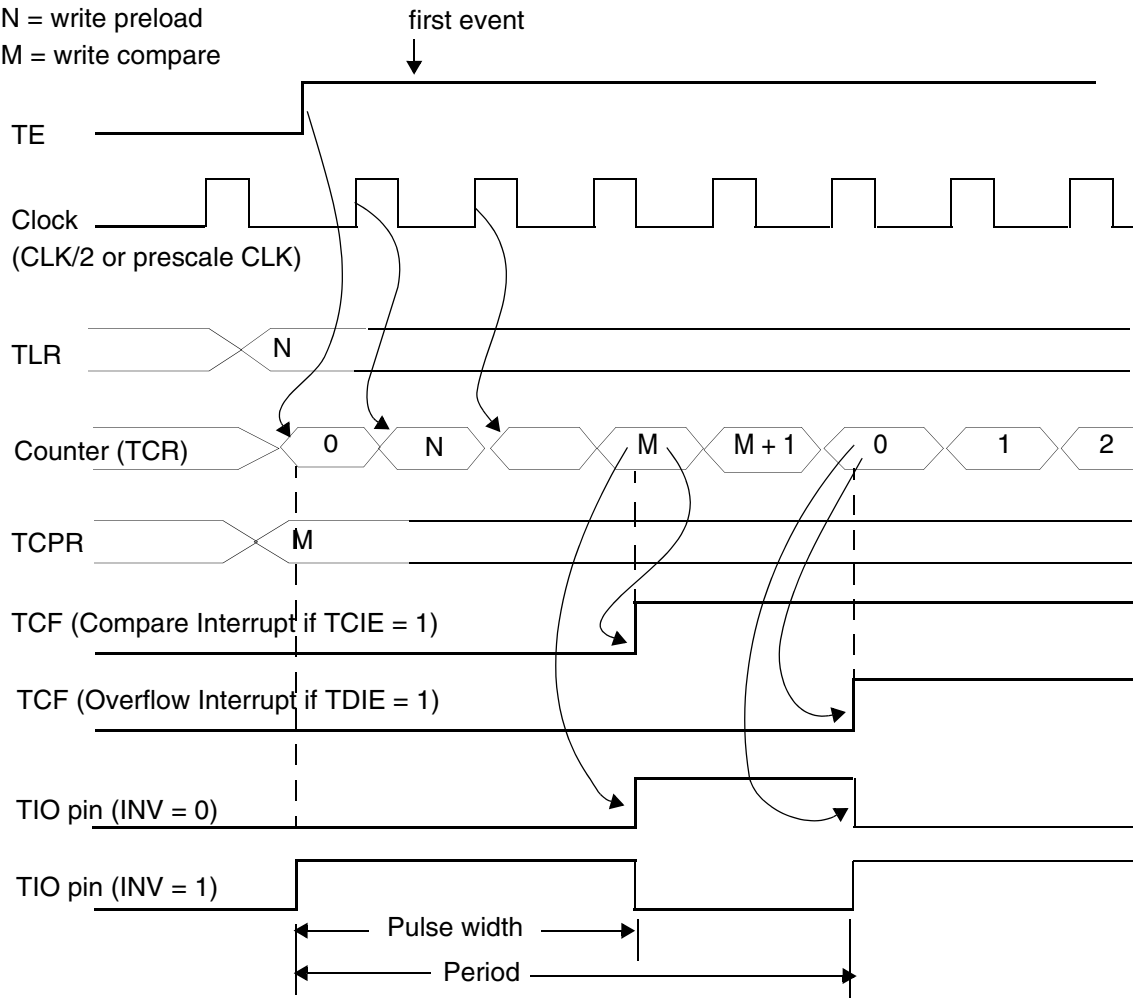 N = write preload
first event
M = write compare
TE
Clock
(CLK/2 or prescale CLK)
TLR
N
Counter (TCR)
0
N
M
M + 1
0
1
2
TCPR
M
TCF (Compare Interrupt if TCIE = 1)
TCF (Overflow Interrupt if TDIE = 1)
TIO pin (INV = 0)
TIO pin (INV = 1)
Pulse width
Period